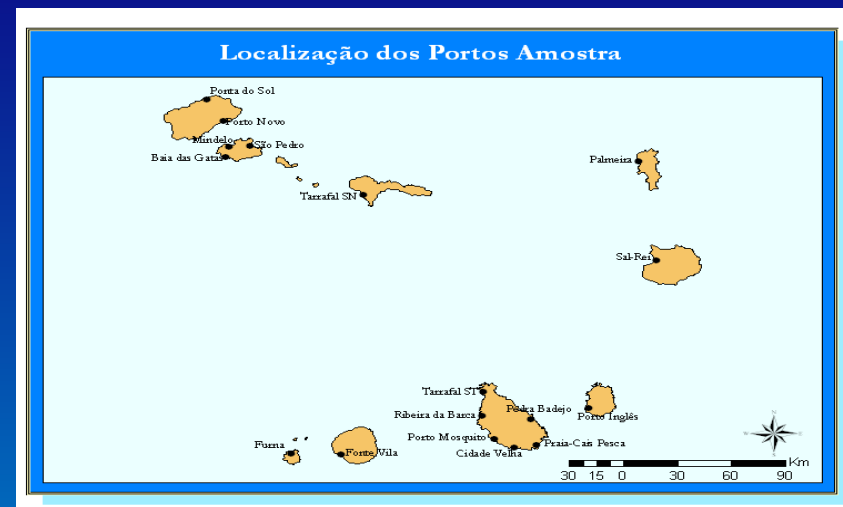 Localização dos Portos Amostra
Ponta do Sol
Porto Novo
Mindelo
São Pedro
Baia das Gatas
Palmeira
Tarrafal SN
Sal-Rei
Tarrafal ST
Ribeira da Barca
Pedra Badejo
Porto Inglês
Porto Mosquito
Praia-Cais Pesca
Furna
Fonte Vila
Cidade Velha
N
Km
30 15 0 30 60 90